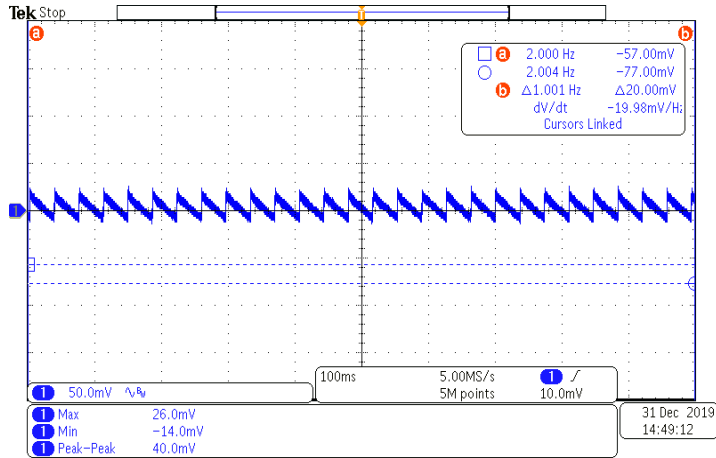 Tek Stop
T
a
b
a 2.000 Hz −57.00mV
2.004 Hz −77.00mV
b Δ1.001 Hz Δ20.00mV
dV/dt −19.98mV/Hz
Cursors Linked
1
1 50.0mV
100ms 5.00MS/s 1
5M points 10.0mV
1 Max 26.0mV
1 Min −14.0mV
1 Peak−Peak 40.0mV
31 Dec 2019
14:49:12